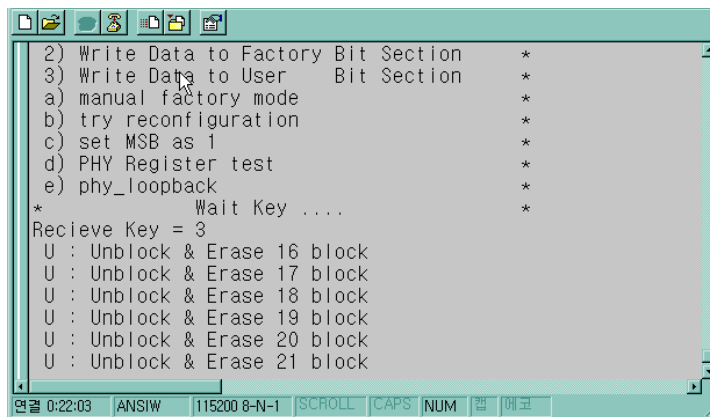 2) Write Data to Factory Bit Section *
3) Write Data to User Bit Section *
a) manual factory mode *
b) try reconfiguration *
c) set MSB as 1 *
d) PHY Register test *
e) phy_loopback *
* Wait Key .... *
Recieve Key = 3
U : Unblock & Erase 16 block
U : Unblock & Erase 17 block
U : Unblock & Erase 18 block
U : Unblock & Erase 19 block
U : Unblock & Erase 20 block
U : Unblock & Erase 21 block
연결 0:22:03 ANSIW 115200 8-N-1 SCROLL CAPS NUM 캡 에코